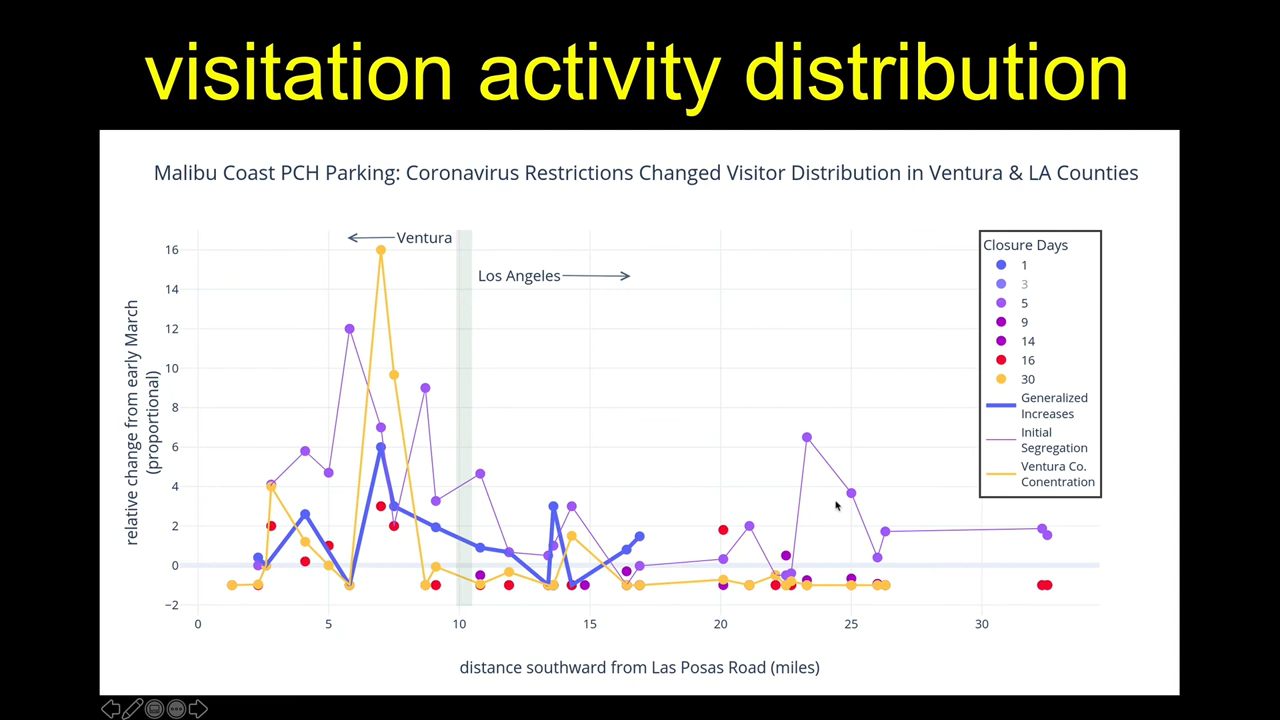 visitation activity distribution
Malibu Coast PCH Parking: Coronavirus Restrictions Changed Visitor Distribution in Ventura & LA Counties
relative change from early March
(proportional)
16
14
12
10
8
6
4
2
0
−2
Ventura
Los Angeles
Closure Days
1
3
5
9
14
16
30
Generalized
Increases
Initial
Segregation
Ventura Co.
Conentration
0
5
10
15
20
25
30
distance southward from Las Posas Road (miles)